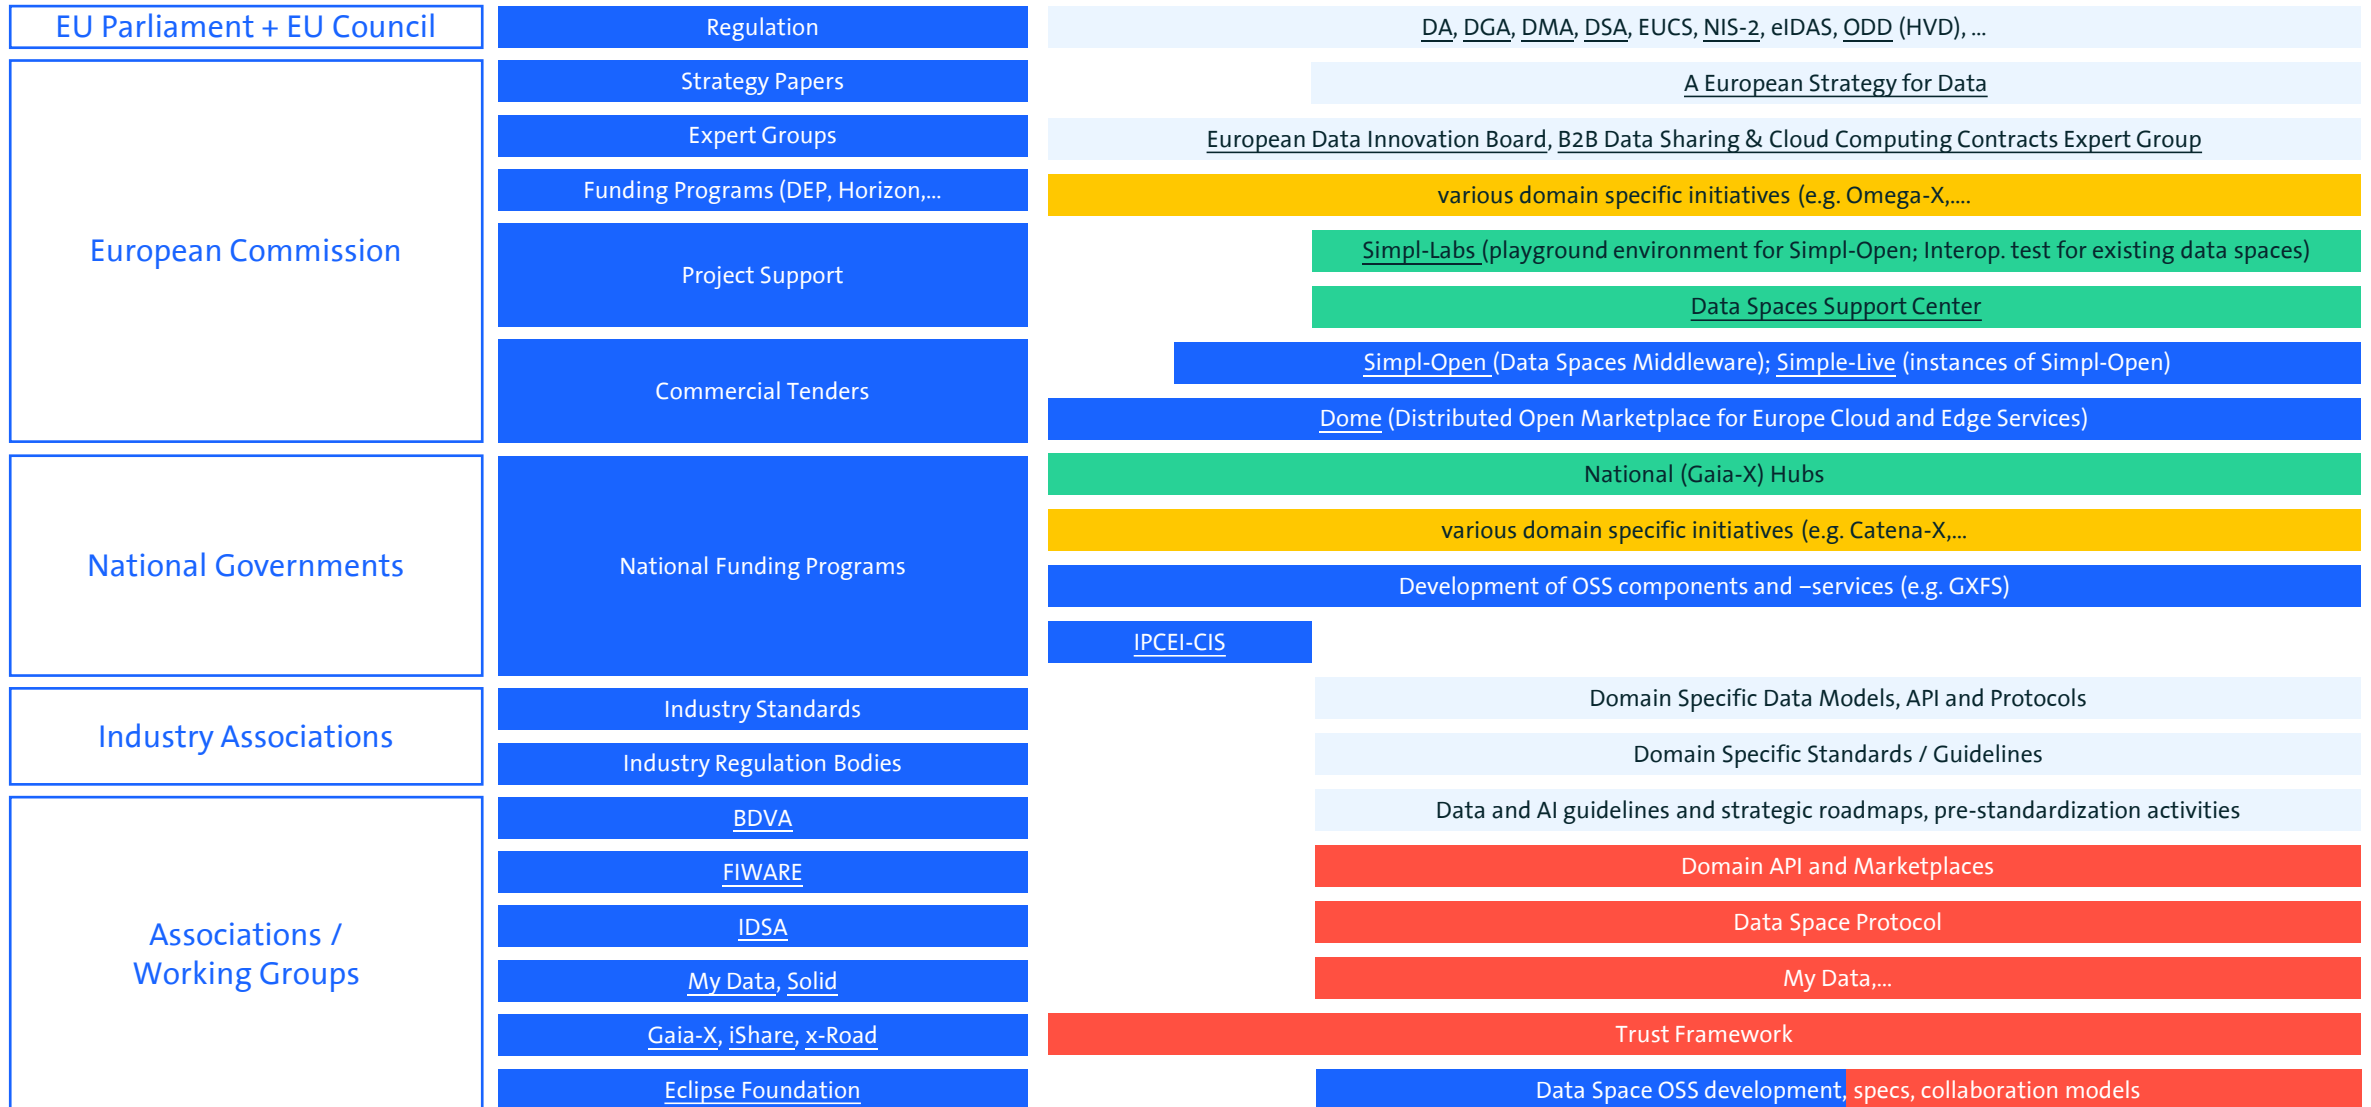 EU Parliament + EU Council
Regulation
DA, DGA, DMA, DSA, EUCS, NIS-2, eIDAS, ODD (HVD), ...
European Commission
Strategy Papers
A European Strategy for Data
Expert Groups
European Data Innovation Board, B2B Data Sharing & Cloud Computing Contracts Expert Group
Funding Programs (DEP, Horizon,...
various domain specific initiatives (e.g. Omega-X,....
Project Support
Simpl-Labs (playground environment for Simpl-Open; Interop. test for existing data spaces)
Data Spaces Support Center
Commercial Tenders
Simpl-Open (Data Spaces Middleware); Simple-Live (instances of Simpl-Open)
Dome (Distributed Open Marketplace for Europe Cloud and Edge Services)
National Governments
National Funding Programs
National (Gaia-X) Hubs
various domain specific initiatives (e.g. Catena-X,...
Development of OSS components and –services (e.g. GXFS)
IPCEI-CIS
Industry Associations
Industry Standards
Domain Specific Data Models, API and Protocols
Industry Regulation Bodies
Domain Specific Standards / Guidelines
Associations /
Working Groups
BDVA
Data and AI guidelines and strategic roadmaps, pre-standardization activities
FIWARE
Domain API and Marketplaces
IDSA
Data Space Protocol
My Data, Solid
My Data,...
Gaia-X, iShare, x-Road
Trust Framework
Eclipse Foundation
Data Space OSS development, specs, collaboration models